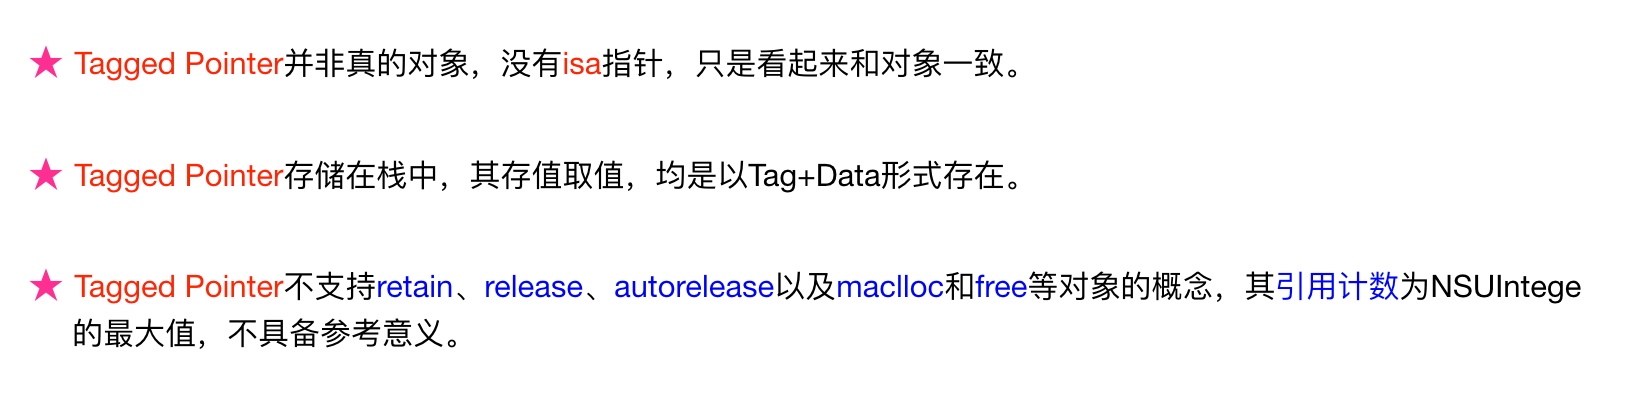 ★ Tagged Pointer并非真的对象，没有isa指针，只是看起来和对象一致。
★ Tagged Pointer存储在栈中，其存值取值，均是以Tag+Data形式存在。
★ Tagged Pointer不支持retain、release、autorelease以及maclloc和free等对象的概念，其引用计数为NSUIntege
的最大值，不具备参考意义。